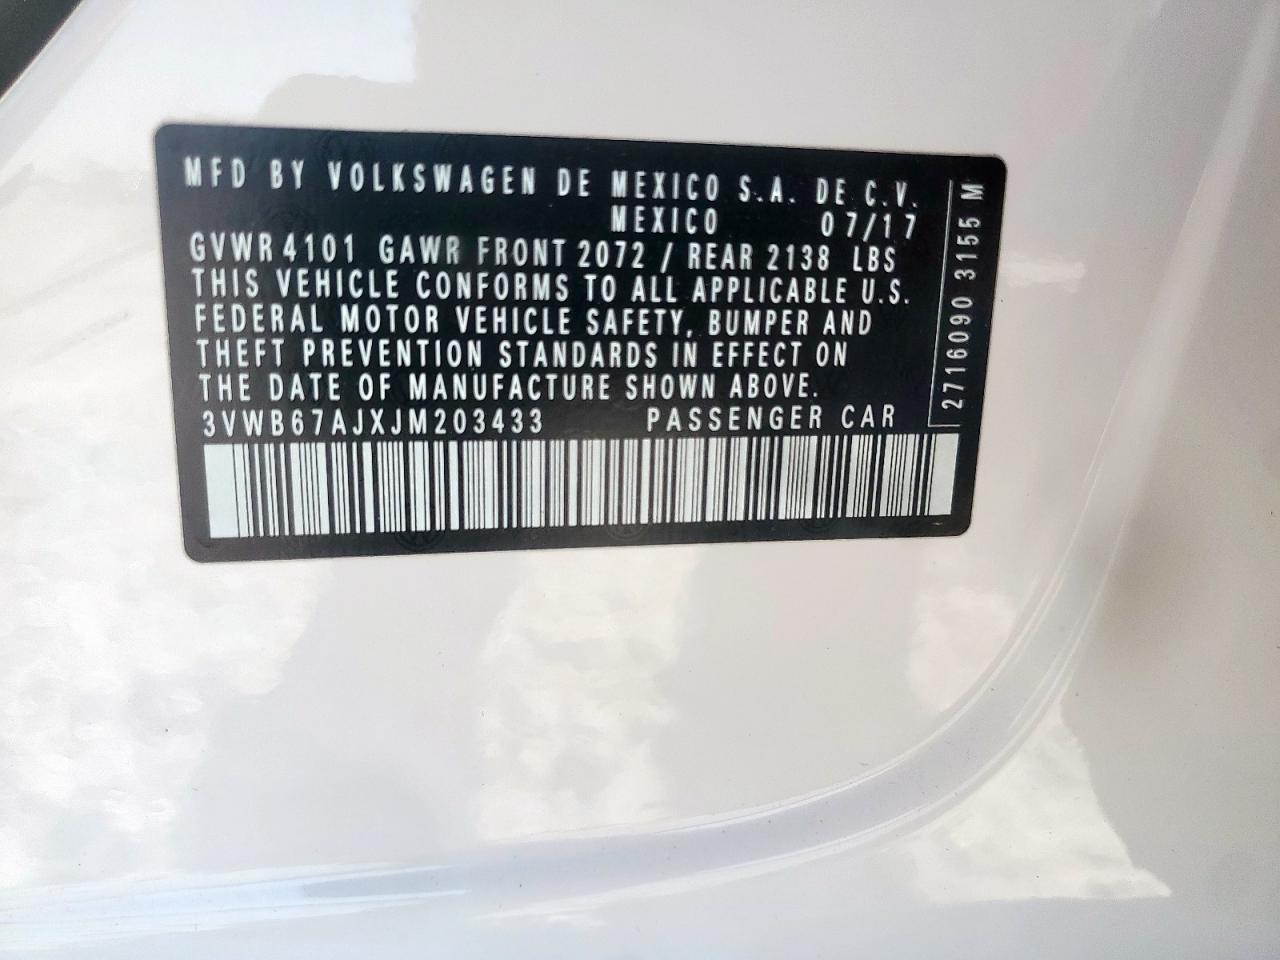 MFD BY VOLKSWAGEN DE MEXICO S.A. DE C.V.
MEXICO 07/17
GVWR 4101 GAWR FRONT 2072 / REAR 2138 LBS
THIS VEHICLE CONFORMS TO ALL APPLICABLE U.S.
FEDERAL MOTOR VEHICLE SAFETY, BUMPER AND
THEFT PREVENTION STANDARDS IN EFFECT ON
THE DATE OF MANUFACTURE SHOWN ABOVE.
3VWB67AJXJM203433 PASSENGER CAR
2716090 3155 M